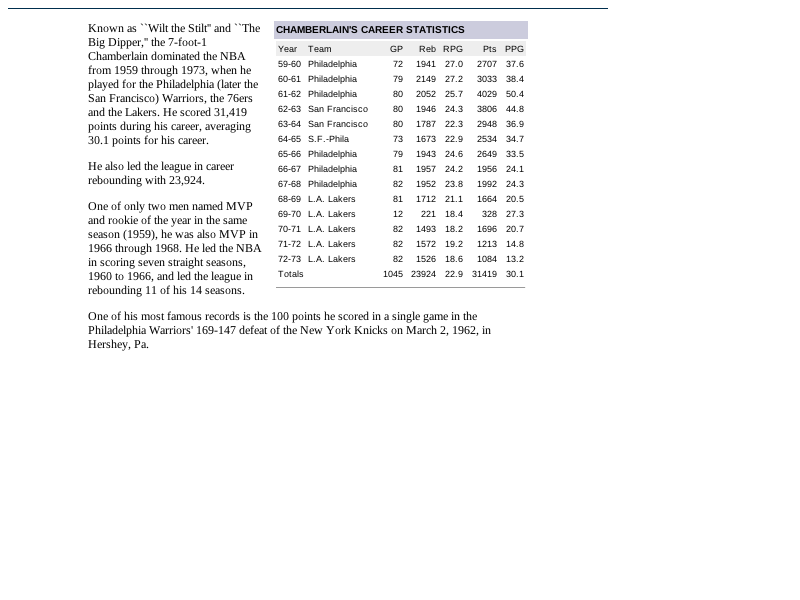 Known as ``Wilt the Stilt'' and ``The
Big Dipper,'' the 7-foot-1
Chamberlain dominated the NBA
from 1959 through 1973, when he
played for the Philadelphia (later the
San Francisco) Warriors, the 76ers
and the Lakers. He scored 31,419
points during his career, averaging
30.1 points for his career.
He also led the league in career
rebounding with 23,924.
One of only two men named MVP
and rookie of the year in the same
season (1959), he was also MVP in
1966 through 1968. He led the NBA
in scoring seven straight seasons,
1960 to 1966, and led the league in
rebounding 11 of his 14 seasons.
CHAMBERLAIN'S CAREER STATISTICS
Year Team GP Reb RPG Pts PPG
59-60 Philadelphia 72 1941 27.0 2707 37.6
60-61 Philadelphia 79 2149 27.2 3033 38.4
61-62 Philadelphia 80 2052 25.7 4029 50.4
62-63 San Francisco 80 1946 24.3 3806 44.8
63-64 San Francisco 80 1787 22.3 2948 36.9
64-65 S.F.-Phila 73 1673 22.9 2534 34.7
65-66 Philadelphia 79 1943 24.6 2649 33.5
66-67 Philadelphia 81 1957 24.2 1956 24.1
67-68 Philadelphia 82 1952 23.8 1992 24.3
68-69 L.A. Lakers 81 1712 21.1 1664 20.5
69-70 L.A. Lakers 12 221 18.4 328 27.3
70-71 L.A. Lakers 82 1493 18.2 1696 20.7
71-72 L.A. Lakers 82 1572 19.2 1213 14.8
72-73 L.A. Lakers 82 1526 18.6 1084 13.2
Totals 1045 23924 22.9 31419 30.1
One of his most famous records is the 100 points he scored in a single game in the
Philadelphia Warriors' 169-147 defeat of the New York Knicks on March 2, 1962, in
Hershey, Pa.